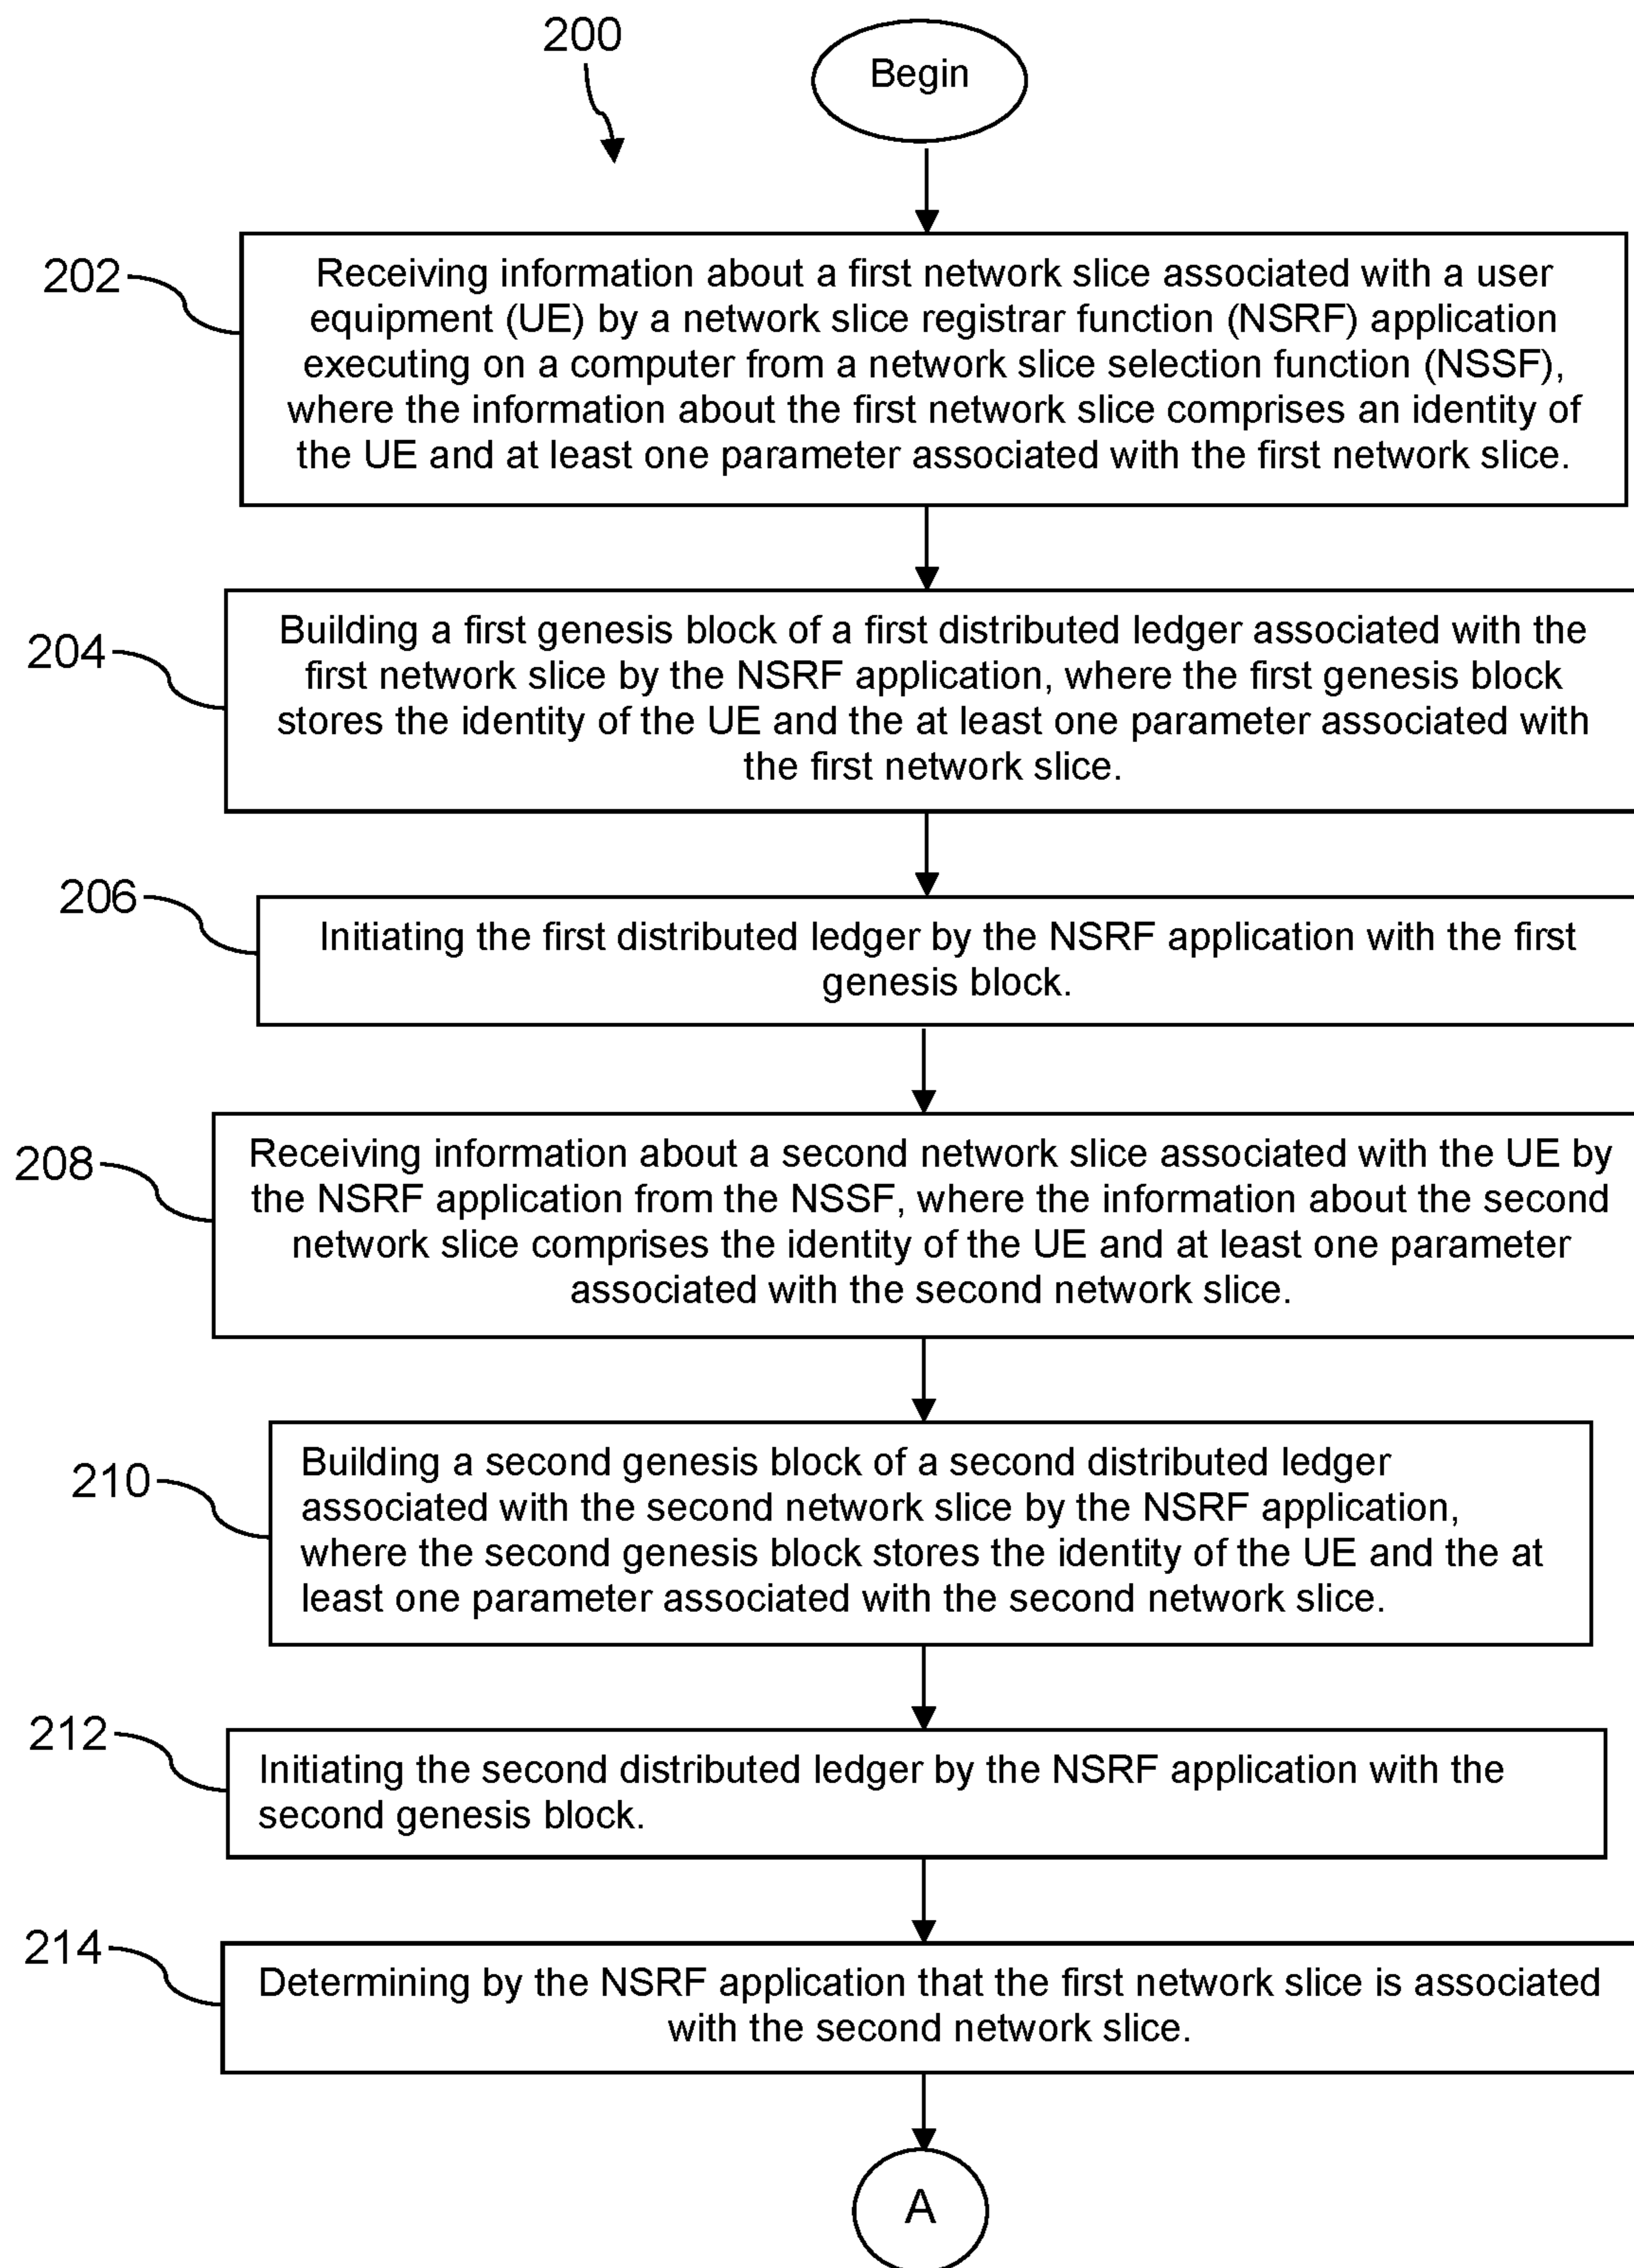 200
Begin
202
Receiving information about a first network slice associated with a user
equipment (UE) by a network slice registrar function (NSRF) application
executing on a computer from a network slice selection function (NSSF),
where the information about the first network slice comprises an identity of
the UE and at least one parameter associated with the first network slice.
204
Building a first genesis block of a first distributed ledger associated with the
first network slice by the NSRF application, where the first genesis block
stores the identity of the UE and the at least one parameter associated with
the first network slice.
206
Initiating the first distributed ledger by the NSRF application with the first
genesis block.
208
Receiving information about a second network slice associated with the UE by
the NSRF application from the NSSF, where the information about the second
network slice comprises the identity of the UE and at least one parameter
associated with the second network slice.
210
Building a second genesis block of a second distributed ledger
associated with the second network slice by the NSRF application,
where the second genesis block stores the identity of the UE and the at
least one parameter associated with the second network slice.
212
Initiating the second distributed ledger by the NSRF application with the
second genesis block.
214
Determining by the NSRF application that the first network slice is associated
with the second network slice.
A